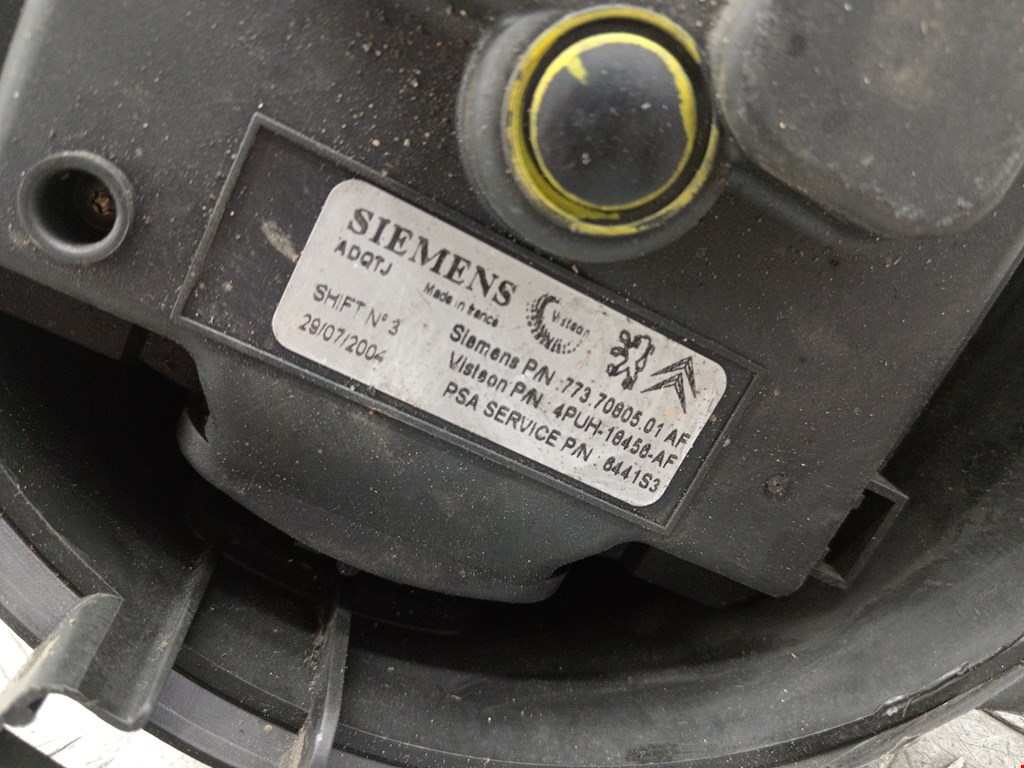 SIEMENS
ADQTJ
Made in france
Visteon
SHIFT N° 3
29/07/2004
Siemens P/N :773.70805.01 AF
Visteon P/N : 4PUH-18456-AF
PSA SERVICE P/N : 6441S3